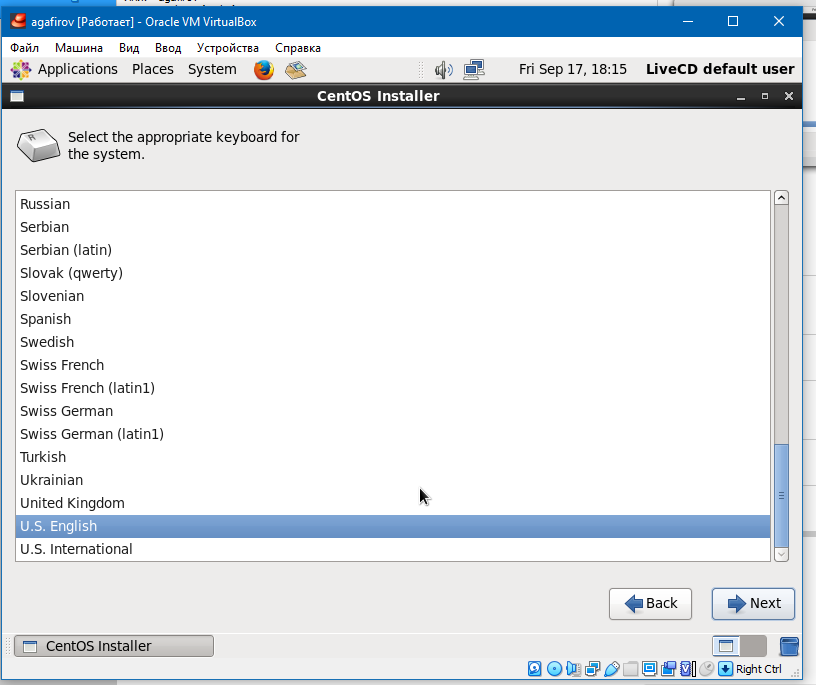 agafirov [Работает] - Oracle VM VirtualBox
Файл Машина Вид Ввод Устройства Справка
Applications Places System Fri Sep 17, 18:15 LiveCD default user
CentOS Installer
Select the appropriate keyboard for
the system.
Russian
Serbian
Serbian (latin)
Slovak (qwerty)
Slovenian
Spanish
Swedish
Swiss French
Swiss French (latin1)
Swiss German
Swiss German (latin1)
Turkish
Ukrainian
United Kingdom
U.S. English
U.S. International
Back Next
CentOS Installer
Right Ctrl